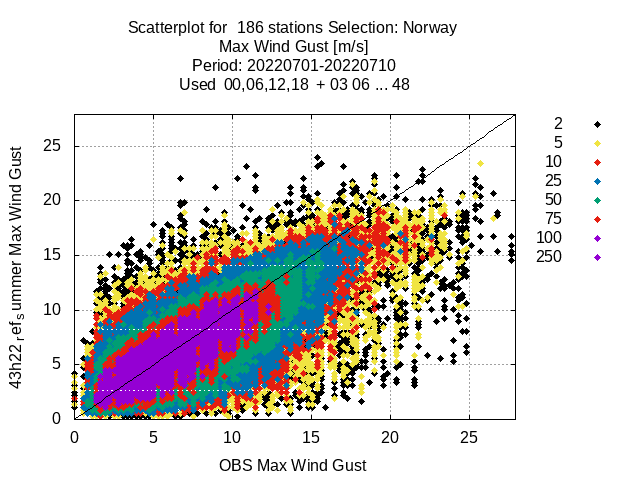 Scatterplot for 186 stations Selection: Norway
Max Wind Gust [m/s]
Period: 20220701-20220710
Used 00,06,12,18 + 03 06 ... 48
43h22_ref_summer Max Wind Gust
25
20
15
10
5
0
0 5 10 15 20 25
OBS Max Wind Gust
2
5
10
25
50
75
100
250